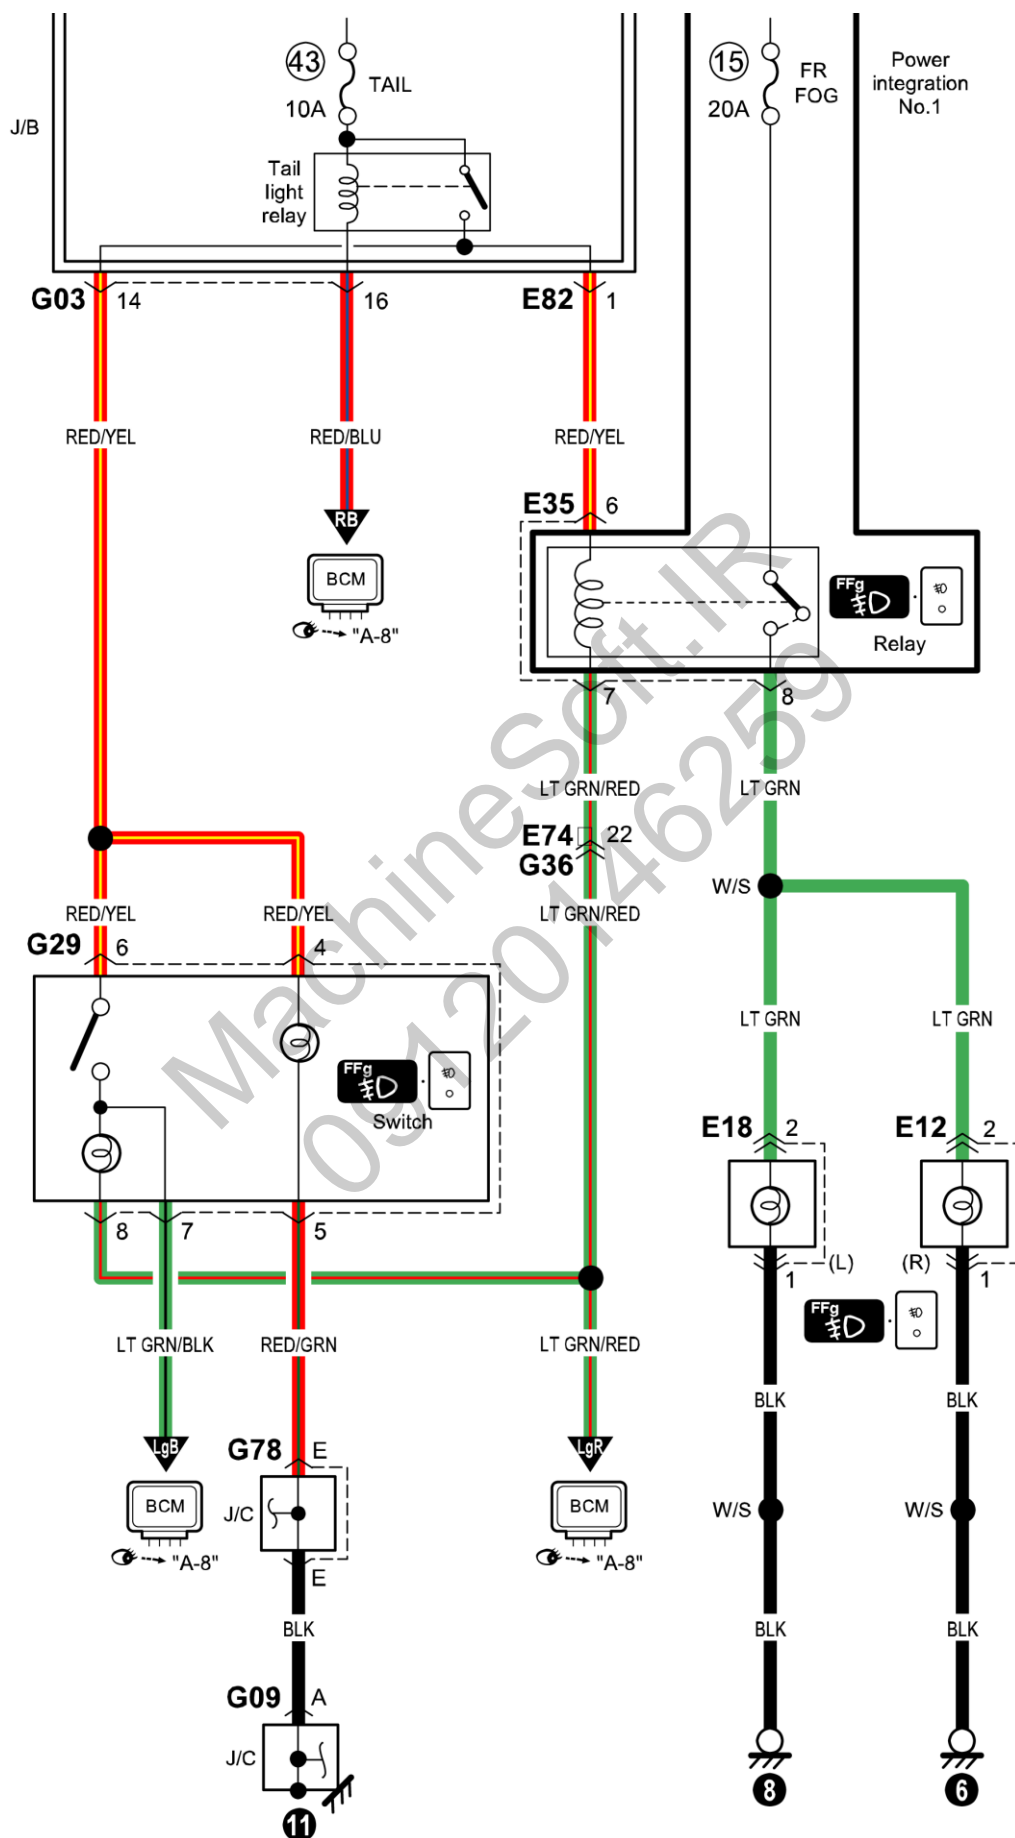 43
TAIL
10A
J/B
Tail
light
relay
15
FR
FOG
20A
Power
integration
No.1
G03 14
16
E82 1
RED/YEL
RED/BLU
RED/YEL
RB
BCM
"A-8"
E35 6
FFg
Relay
7
8
LT GRN/RED
LT GRN
E74 22
G36
W/S
RED/YEL
RED/YEL
LT GRN/RED
G29 6
4
LT GRN
LT GRN
FFg
Switch
E18 2
E12 2
8
7
5
1
(L)
(R)
1
FFg
LT GRN/BLK
RED/GRN
LT GRN/RED
BLK
BLK
LgB
LgR
G78 E
BCM
"A-8"
J/C
E
BCM
"A-8"
W/S
W/S
BLK
BLK
BLK
G09 A
J/C
11
8
6
MachineSoft.IR
09120146259